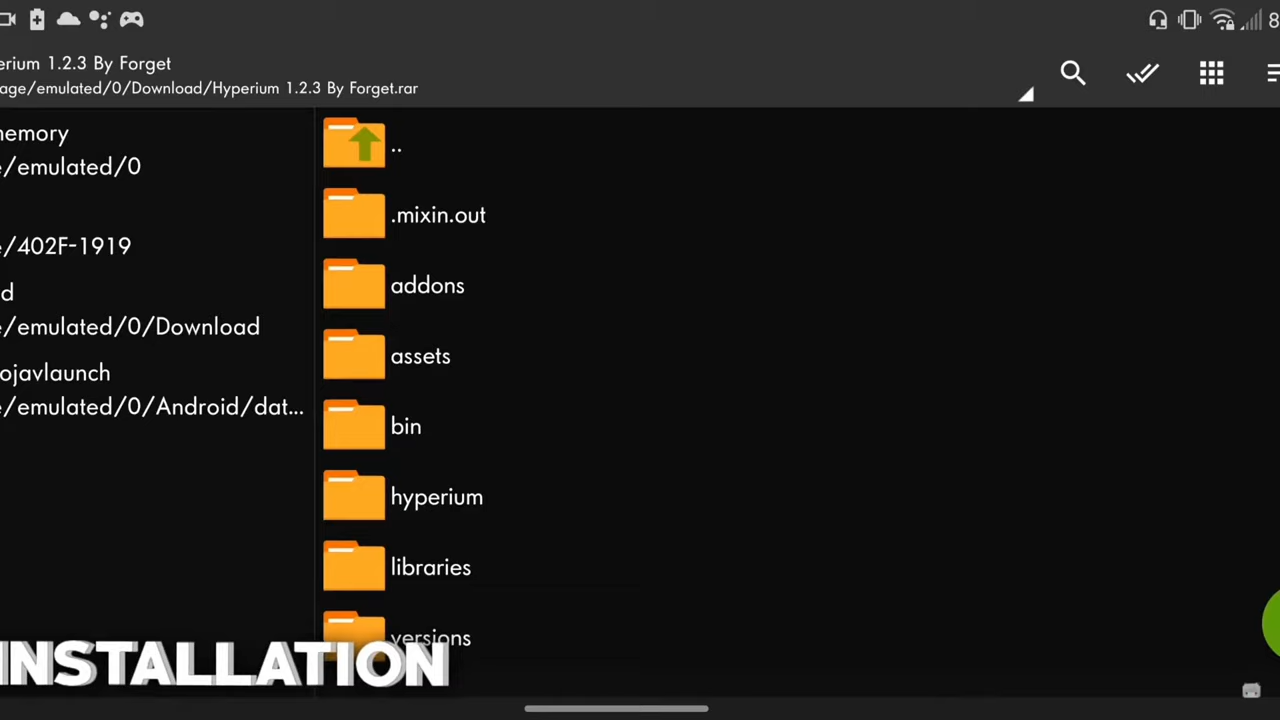 8
erium 1.2.3 By Forget
age/emulated/0/Download/Hyperium 1.2.3 By Forget.rar
memory
e/emulated/0
e/402F-1919
d
e/emulated/0/Download
ojavlaunch
e/emulated/0/Android/dat...
..
.mixin.out
addons
assets
bin
hyperium
libraries
versions
INSTALLATION